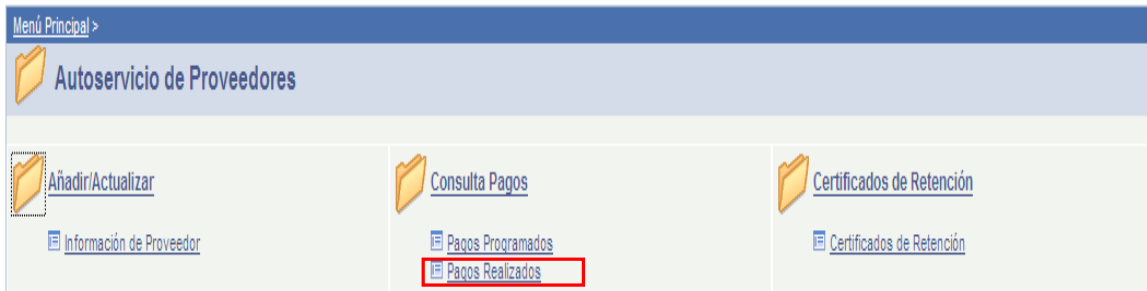 Menú Principal >
Autoservicio de Proveedores
Añadir/Actualizar
Información de Proveedor
Consulta Pagos
Pagos Programados
Pagos Realizados
Certificados de Retención
Certificados de Retención